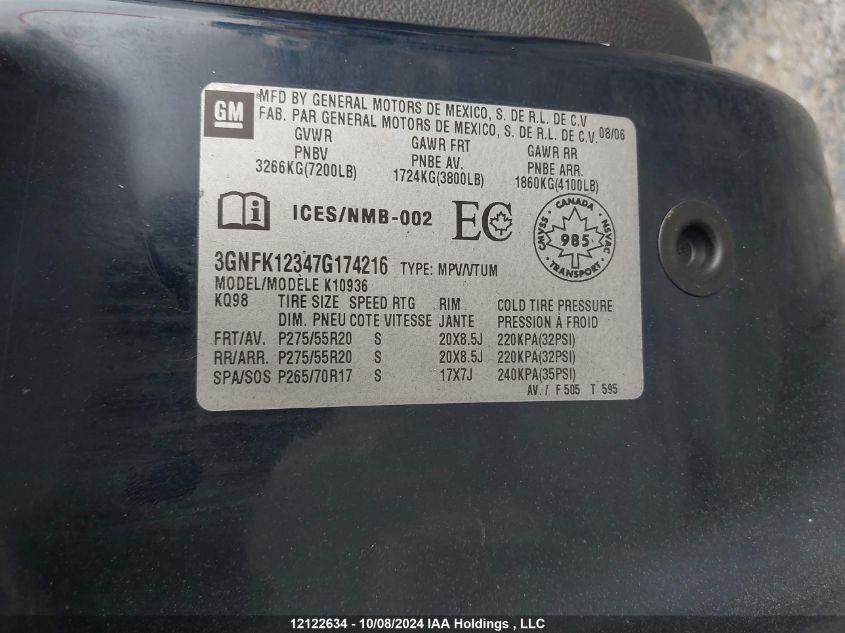 GM
MFD BY GENERAL MOTORS DE MEXICO, S. DE R.L. DE C.V
FAB. PAR GENERAL MOTORS DE MEXICO, S. DE R.L. DE C.V. 08/06
GVWR GAWR FRT GAWR RR
PNBV PNBE AV. PNBE ARR.
3266KG(7200LB) 1724KG(3800LB) 1860KG(4100LB)
i ICES/NMB-002 EC CANADA CMVSS 985 NSVAC TRANSPORT
3GNFK12347G174216 TYPE: MPV/VTUM
MODEL/MODÈLE K10936
KQ98 TIRE SIZE SPEED RTG RIM COLD TIRE PRESSURE
DIM. PNEU COTE VITESSE JANTE PRESSION À FROID
FRT/AV. P275/55R20 S 20X8.5J 220KPA(32PSI)
RR/ARR. P275/55R20 S 20X8.5J 220KPA(32PSI)
SPA/SOS P265/70R17 S 17X7J 240KPA(35PSI)
AV. / F 505 T 595
12122634 - 10/08/2024 IAA Holdings , LLC